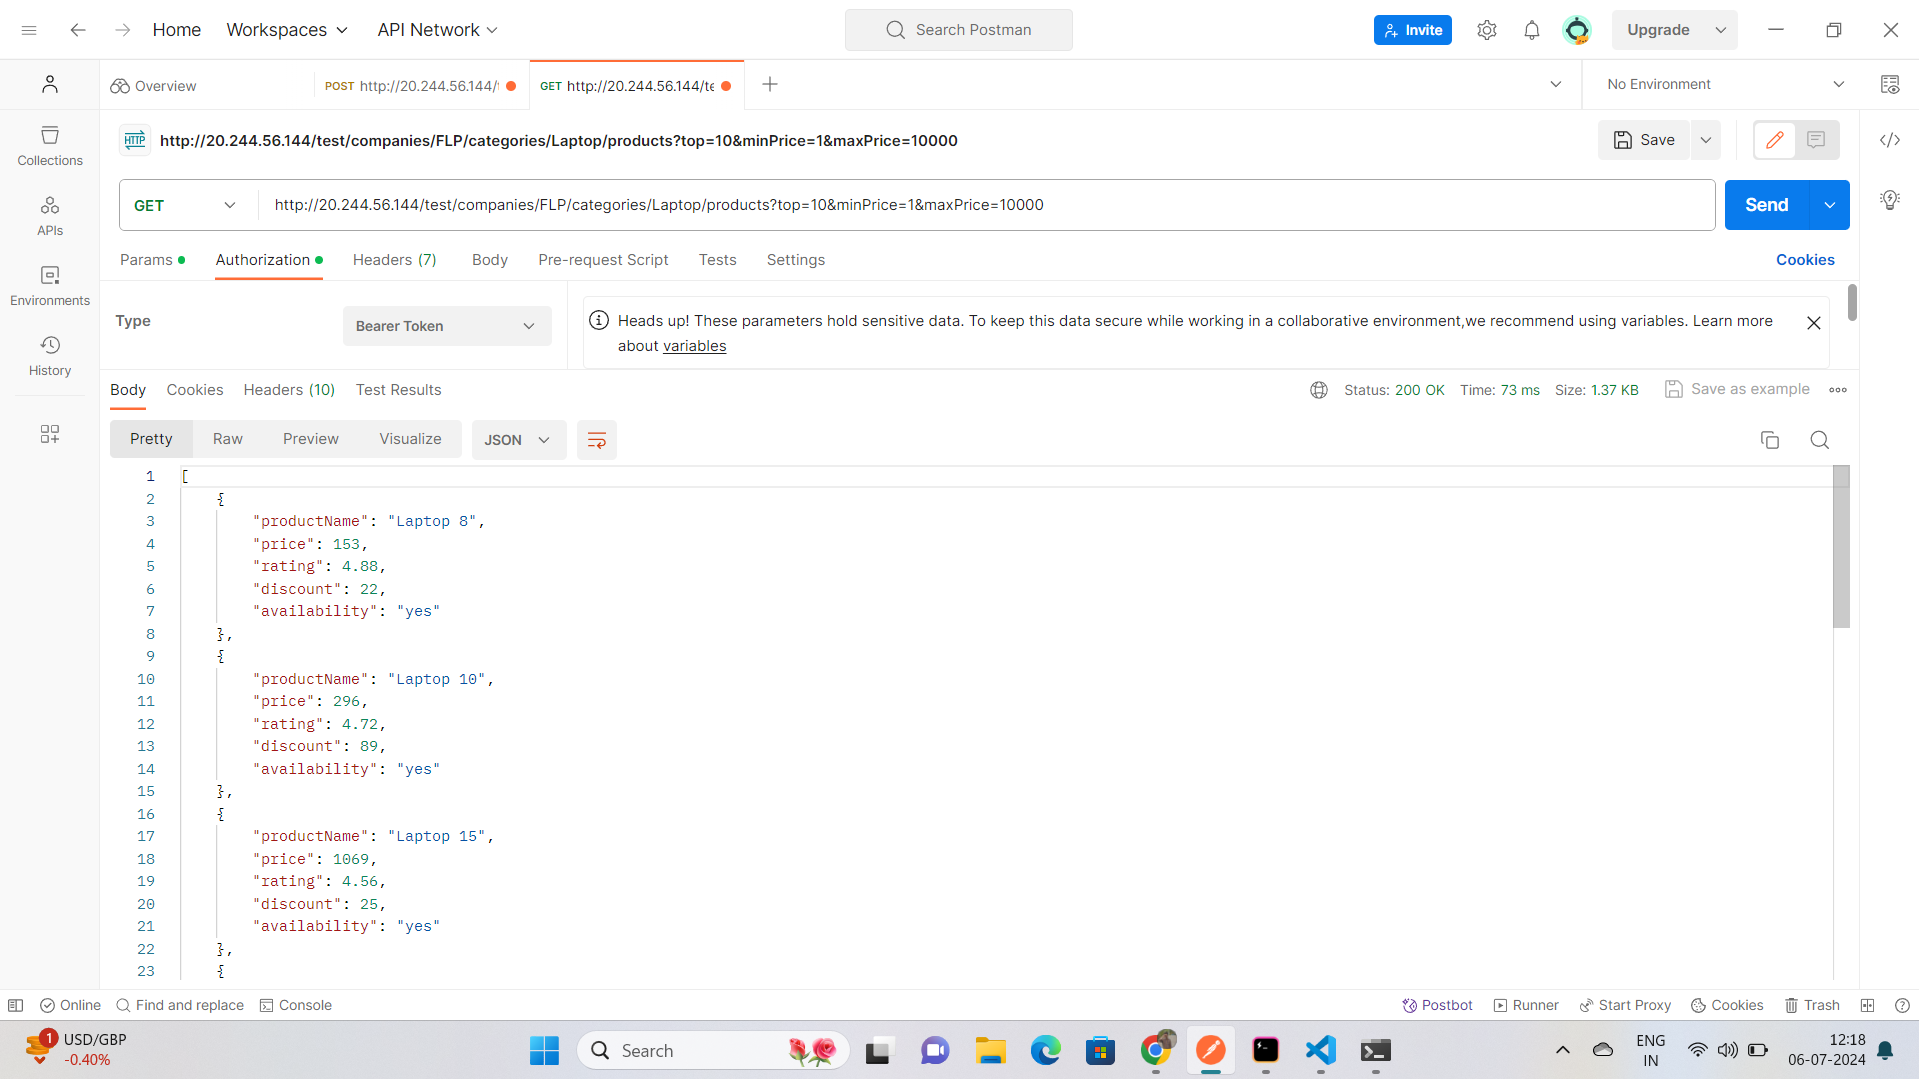 Home Workspaces API Network Search Postman Invite Upgrade
Overview POST http://20.244.56.144/t GET http://20.244.56.144/te No Environment
HTTP http://20.244.56.144/test/companies/FLP/categories/Laptop/products?top=10&minPrice=1&maxPrice=10000 Save
Collections
APIs
Environments
History
GET http://20.244.56.144/test/companies/FLP/categories/Laptop/products?top=10&minPrice=1&maxPrice=10000 Send
Params Authorization Headers (7) Body Pre-request Script Tests Settings Cookies
Type Bearer Token
Heads up! These parameters hold sensitive data. To keep this data secure while working in a collaborative environment,we recommend using variables. Learn more
about variables
Body Cookies Headers (10) Test Results Status: 200 OK Time: 73 ms Size: 1.37 KB Save as example
Pretty Raw Preview Visualize JSON
1 [
2 {
3 "productName": "Laptop 8",
4 "price": 153,
5 "rating": 4.88,
6 "discount": 22,
7 "availability": "yes"
8 },
9 {
10 "productName": "Laptop 10",
11 "price": 296,
12 "rating": 4.72,
13 "discount": 89,
14 "availability": "yes"
15 },
16 {
17 "productName": "Laptop 15",
18 "price": 1069,
19 "rating": 4.56,
20 "discount": 25,
21 "availability": "yes"
22 },
23 {
Online Find and replace Console Postbot Runner Start Proxy Cookies Trash
1 USD/GBP
-0.40%
Search
ENG
IN
12:18
06-07-2024